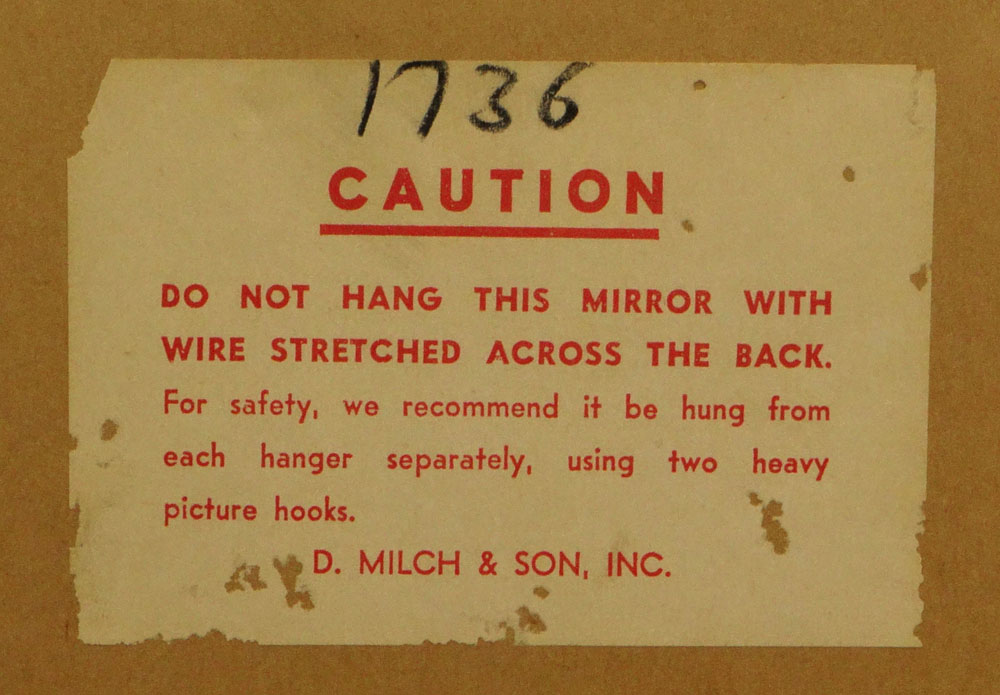 1736
CAUTION
DO NOT HANG THIS MIRROR WITH
WIRE STRETCHED ACROSS THE BACK.
For safety, we recommend it be hung from
each hanger separately, using two heavy
picture hooks.
D. MILCH & SON, INC.